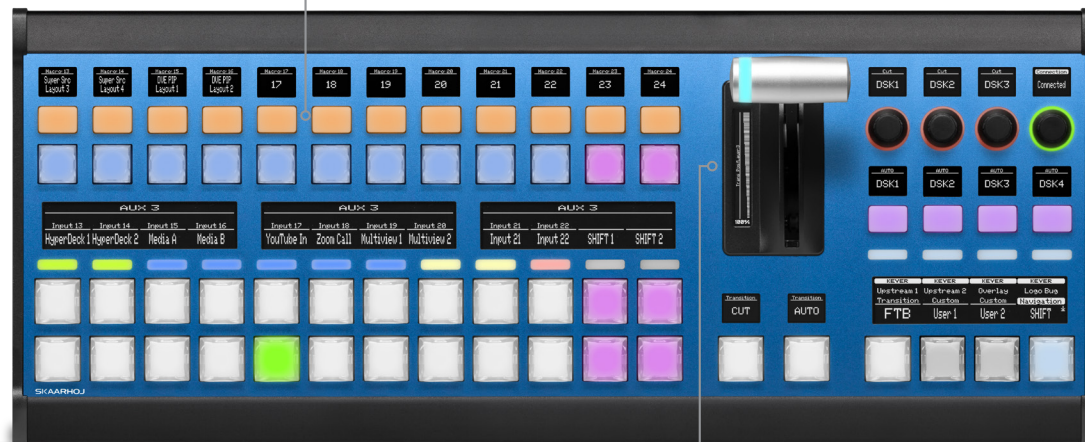 Macro:13 Macro:14 Macro:15 Macro:16 Macro:17 Macro:18 Macro:19 Macro:20 Macro:21 Macro:22 Macro:23 Macro:24
Super Src Super Src DVE PIP DVE PIP 17 18 19 20 21 22 23 24
Layout 3 Layout 4 Layout 1 Layout 2
Cut Cut Cut Connection
DSK1 DSK2 DSK3 Connected
100%
AUTO AUTO AUTO AUTO
DSK1 DSK2 DSK3 DSK4
AUX 3 AUX 3 AUX 3
Input 13 Input 14 Input 15 Input 16 Input 17 Input 18 Input 19 Input 20 Input 21 Input 22
HyperDeck 1 HyperDeck 2 Media A Media B YouTube In Zoom Call Multiview 1 Multiview 2 Input 21 Input 22 SHIFT 1 SHIFT 2
Transition Transition
CUT AUTO
KEYER KEYER KEYER KEYER
Upstream 1 Upstream 2 Overlay Logo Bug
Transition Custom Custom Navigation
FTB User 1 User 2 SHIFT *
SKAARHOJ